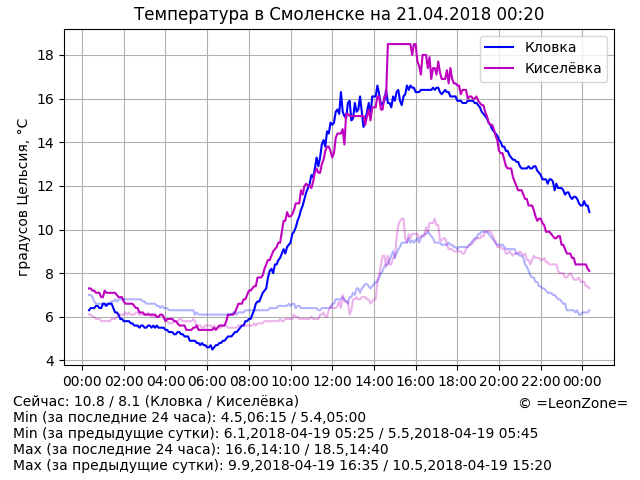 Температура в Смоленске на 21.04.2018 00:20
Кловка
Киселёвка
градусов Цельсия, °C
18
16
14
12
10
8
6
4
00:00 02:00 04:00 06:00 08:00 10:00 12:00 14:00 16:00 18:00 20:00 22:00 00:00
Сейчас: 10.8 / 8.1 (Кловка / Киселёвка)
© =LeonZone=
Min (за последние 24 часа): 4.5,06:15 / 5.4,05:00
Min (за предыдущие сутки): 6.1,2018-04-19 05:25 / 5.5,2018-04-19 05:45
Max (за последние 24 часа): 16.6,14:10 / 18.5,14:40
Max (за предыдущие сутки): 9.9,2018-04-19 16:35 / 10.5,2018-04-19 15:20